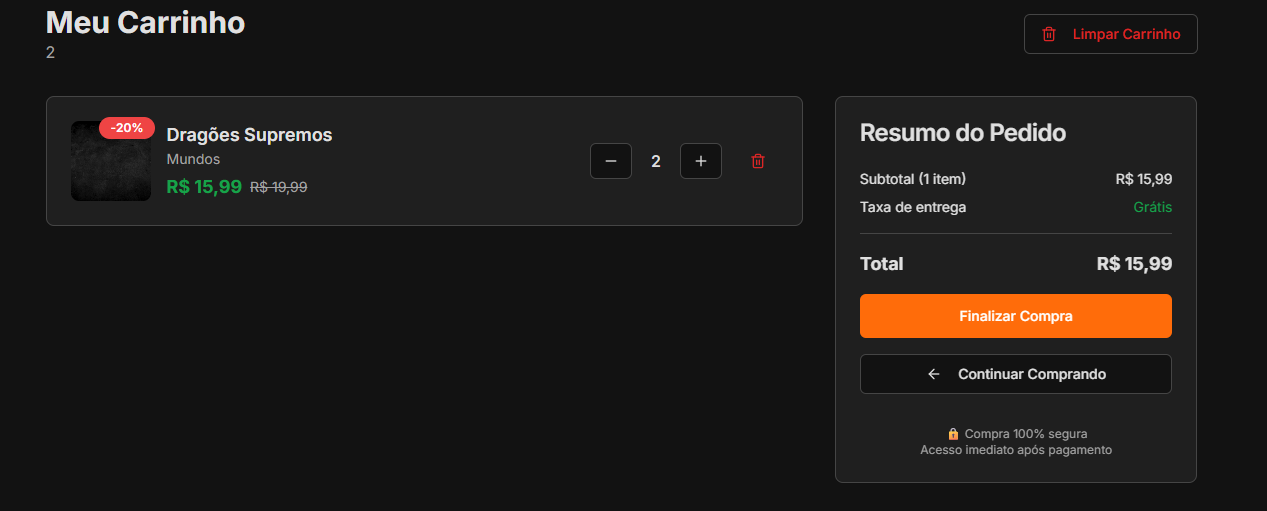 Meu Carrinho
2
Limpar Carrinho
-20%
Dragões Supremos
Mundos
R$ 15,99 R$ 19,99
2
Resumo do Pedido
Subtotal (1 item) R$ 15,99
Taxa de entrega Grátis
Total R$ 15,99
Finalizar Compra
Continuar Comprando
Compra 100% segura
Acesso imediato após pagamento